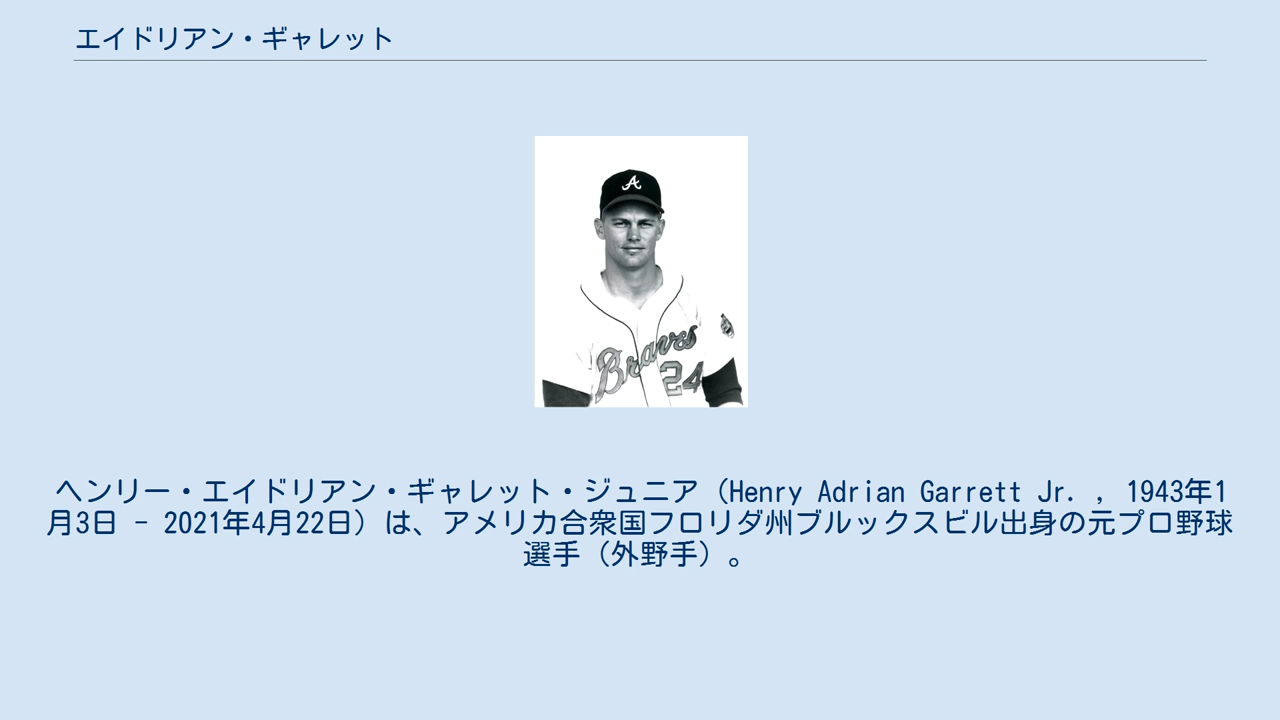 エイドリアン・ギャレット
A
Braves
24
ヘンリー・エイドリアン・ギャレット・ジュニア（Henry Adrian Garrett Jr. , 1943年1
月3日 - 2021年4月22日）は、アメリカ合衆国フロリダ州ブルックスビル出身の元プロ野球
選手（外野手）。